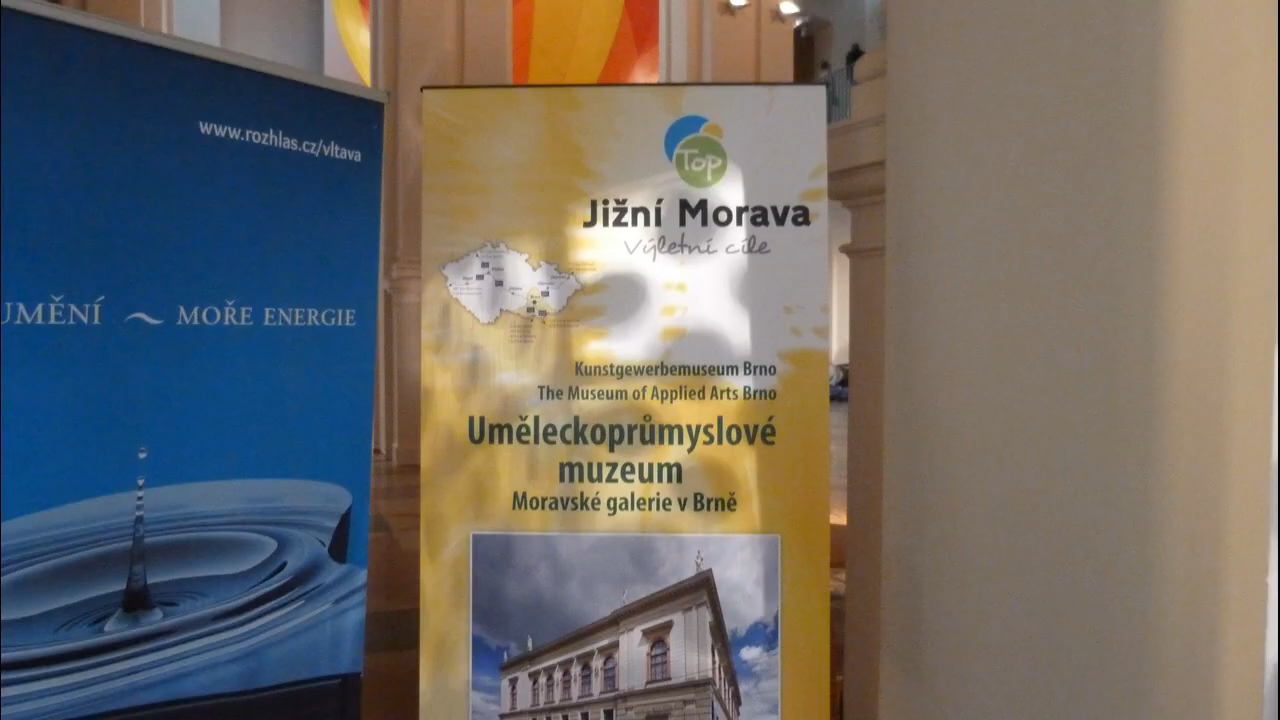 www.rozhlas.cz/vltava
UMĚNÍ ~ MOŘE ENERGIE
Top
Jižní Morava
Výletní cíle
Kunstgewerbemuseum Brno
The Museum of Applied Arts Brno
Uměleckoprůmyslové
muzeum
Moravské galerie v Brně